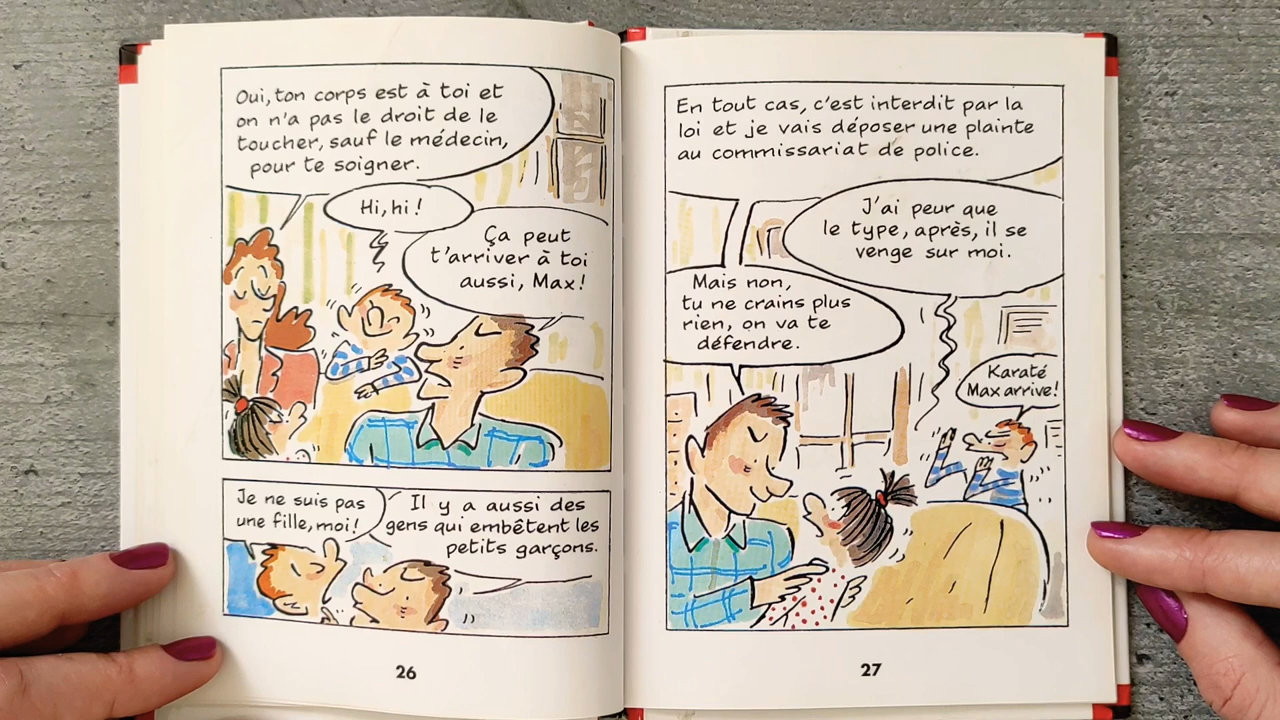 Oui, ton corps est à toi et
on n'a pas le droit de le
toucher, sauf le médecin,
pour te soigner.
Hi, hi !
Ça peut
t'arriver à toi
aussi, Max !
Je ne suis pas
une fille, moi !
Il y a aussi des
gens qui embêtent les
petits garçons.
26
En tout cas, c'est interdit par la
loi et je vais déposer une plainte
au commissariat de police.
J'ai peur que
le type, après, il se
venge sur moi.
Mais non,
tu ne crains plus
rien, on va te
défendre.
Karaté
Max arrive !
27